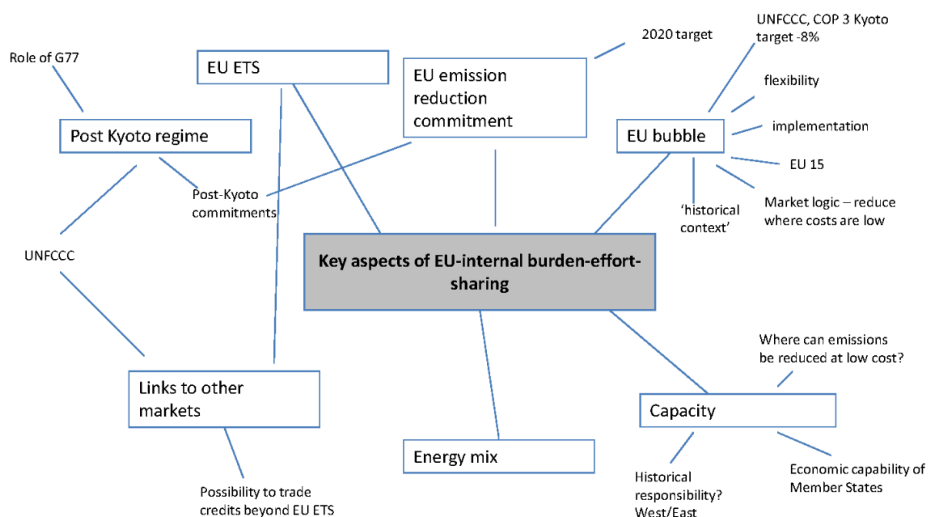 UNFCCC, COP 3 Kyoto
target -8%
2020 target
Role of G77
EU ETS
EU emission
reduction
commitment
flexibility
Post Kyoto regime
EU bubble
implementation
EU 15
Post-Kyoto
commitments
‘historical
context’
Market logic – reduce
where costs are low
UNFCCC
Key aspects of EU-internal burden-effort-
sharing
Where can emissions
be reduced at low cost?
Links to other
markets
Capacity
Energy mix
Historical
responsibility?
West/East
Economic capability of
Member States
Possibility to trade
credits beyond EU ETS